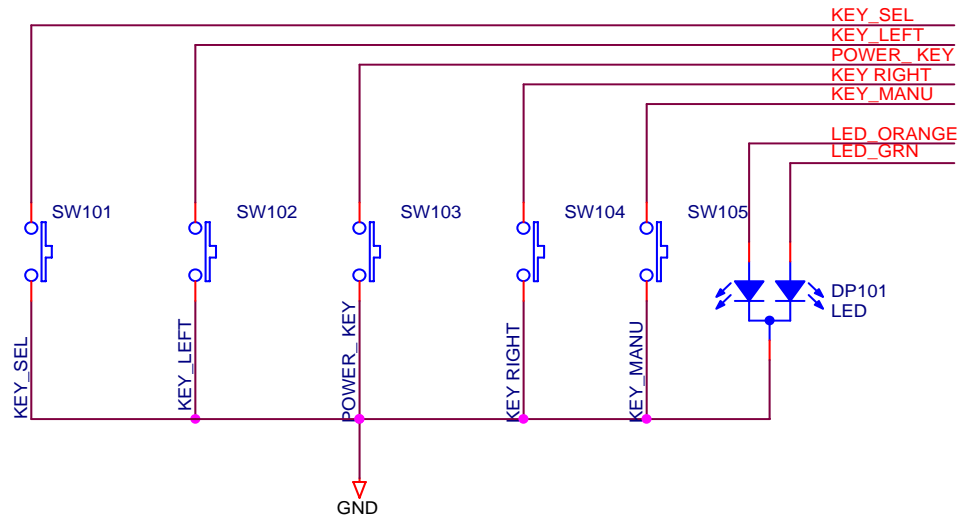 KEY_SEL
KEY_LEFT
POWER_ KEY
KEY RIGHT
KEY_MANU
LED_ORANGE
LED_GRN
SW101
SW102
SW103
SW104
SW105
DP101
LED
KEY_SEL
KEY_LEFT
POWER_ KEY
KEY RIGHT
KEY_MANU
GND